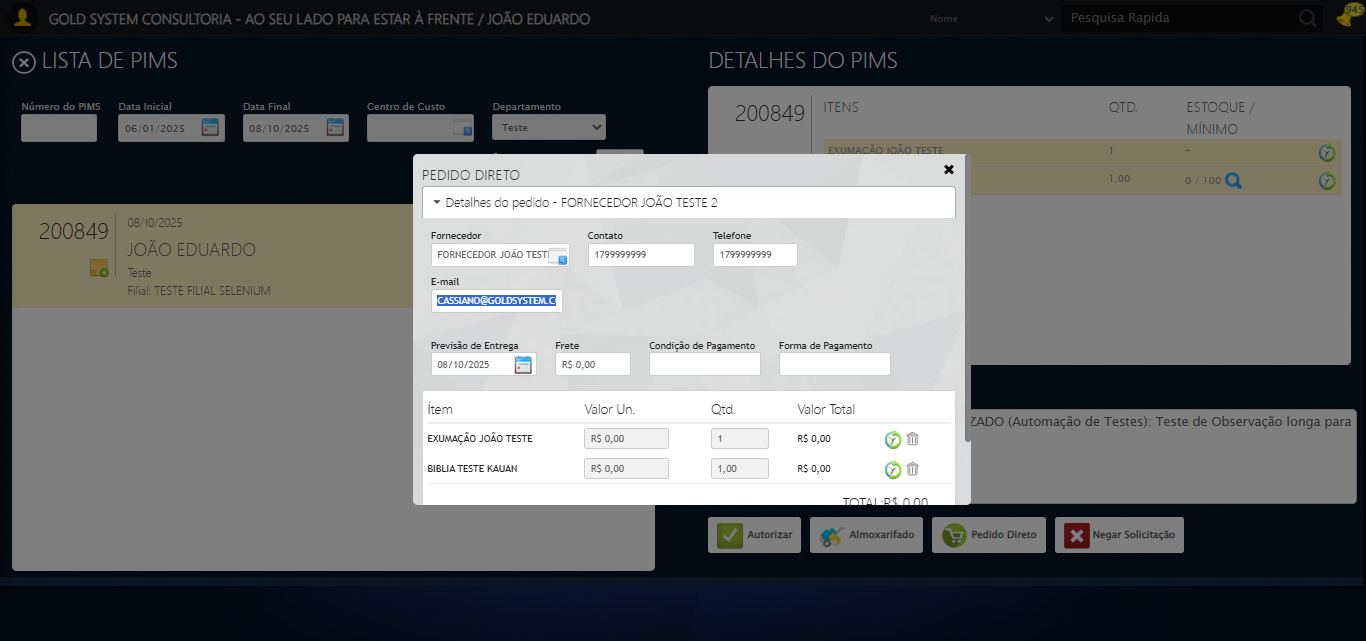 GOLD SYSTEM CONSULTORIA - AO SEU LADO PARA ESTAR À FRENTE / JOÃO EDUARDO
Nome
Pesquisa Rapida
945
LISTA DE PIMS
Número do PIMS
Data Inicial
Data Final
Centro de Custo
Departamento
06/01/2025
08/10/2025
Teste
200849
08/10/2025
JOÃO EDUARDO
Teste
Filial: TESTE FILIAL SELENIUM
DETALHES DO PIMS
200849
ITENS
QTD.
ESTOQUE /
MÍNIMO
EXUMAÇÃO JOÃO TESTE
1
–
1,00
0 / 100
PEDIDO DIRETO
Detalhes do pedido - FORNECEDOR JOÃO TESTE 2
Fornecedor
Contato
Telefone
FORNECEDOR JOÃO TEST
1799999999
1799999999
E-mail
CASSIANO@GOLDSYSTEM.C
Previsão de Entrega
Frete
Condição de Pagamento
Forma de Pagamento
08/10/2025
R$ 0,00
Ítem
Valor Un.
Qtd.
Valor Total
EXUMAÇÃO JOÃO TESTE
R$ 0,00
1
R$ 0,00
BIBLIA TESTE KAUAN
R$ 0,00
1,00
R$ 0,00
TOTAL:R$ 0,00
ZADO (Automação de Testes): Teste de Observação longa para
Autorizar
Almoxarifado
Pedido Direto
Negar Solicitação